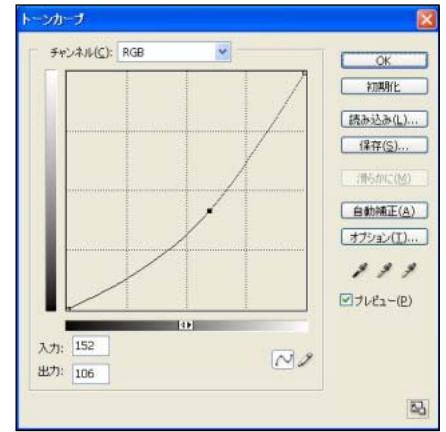 トーンカーブ
チャンネル(C): RGB
OK
初期化
読み込み(L)...
保存(S)...
滑らかに(M)
自動補正(A)
オプション(T)...
プレビュー(P)
入力: 152
出力: 106